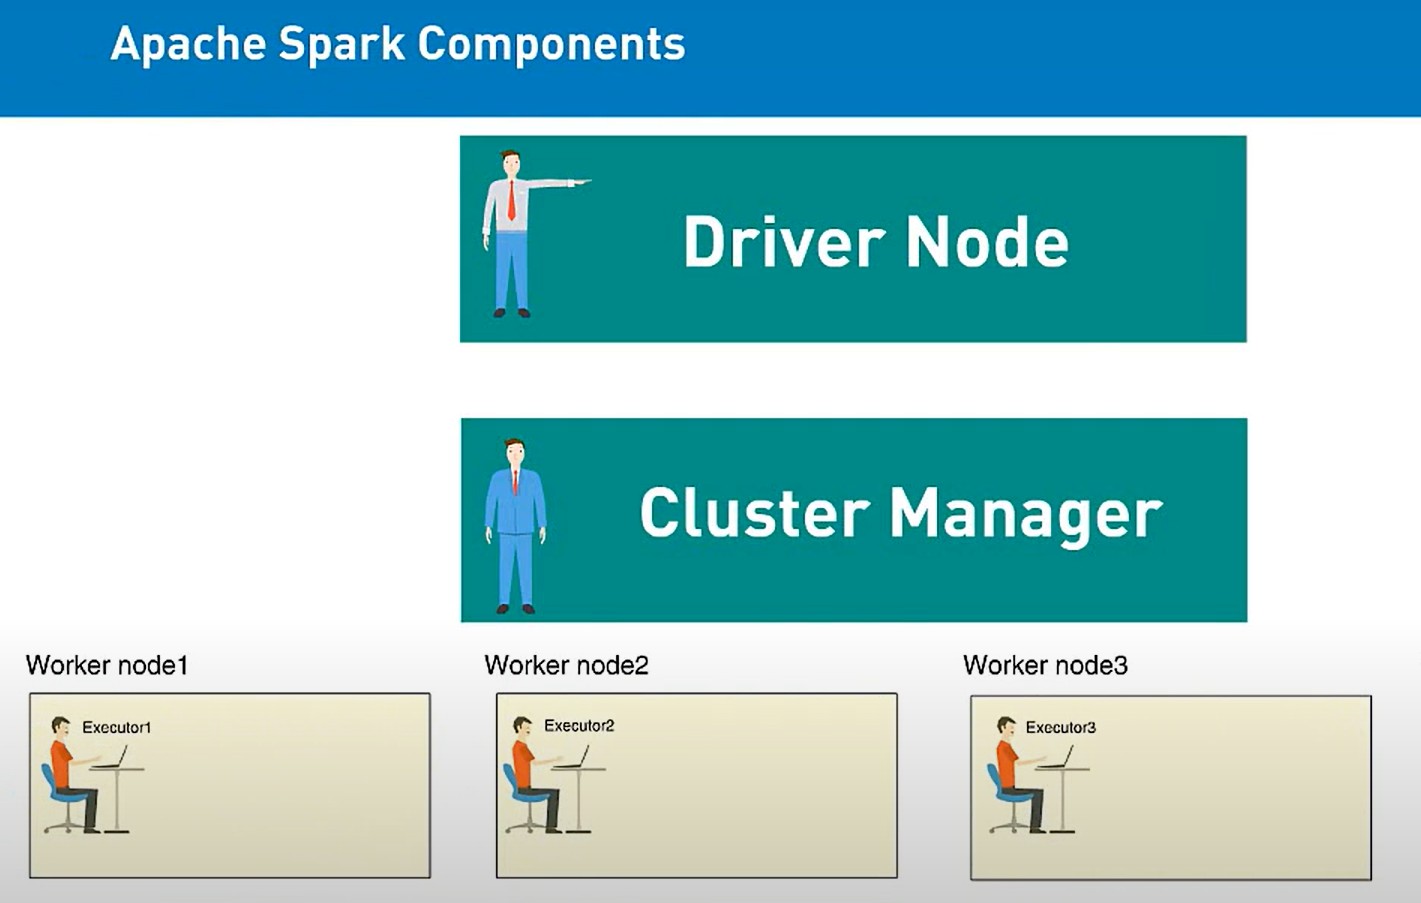 Apache Spark Components
Driver Node
Cluster Manager
Worker node1
Worker node2
Worker node3
Executor1
Executor2
Executor3